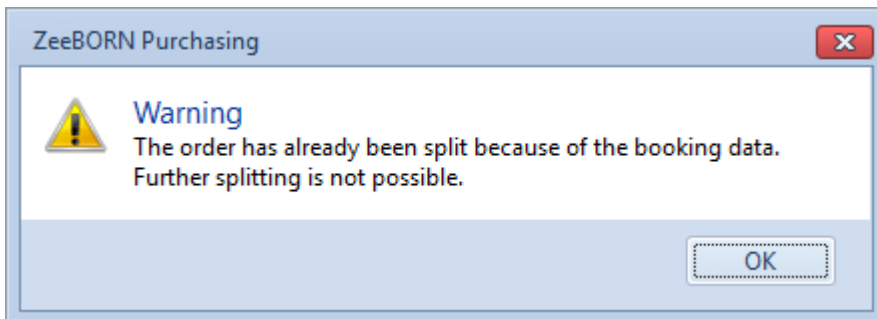 ZeeBORN Purchasing
Warning
The order has already been split because of the booking data.
Further splitting is not possible.
OK